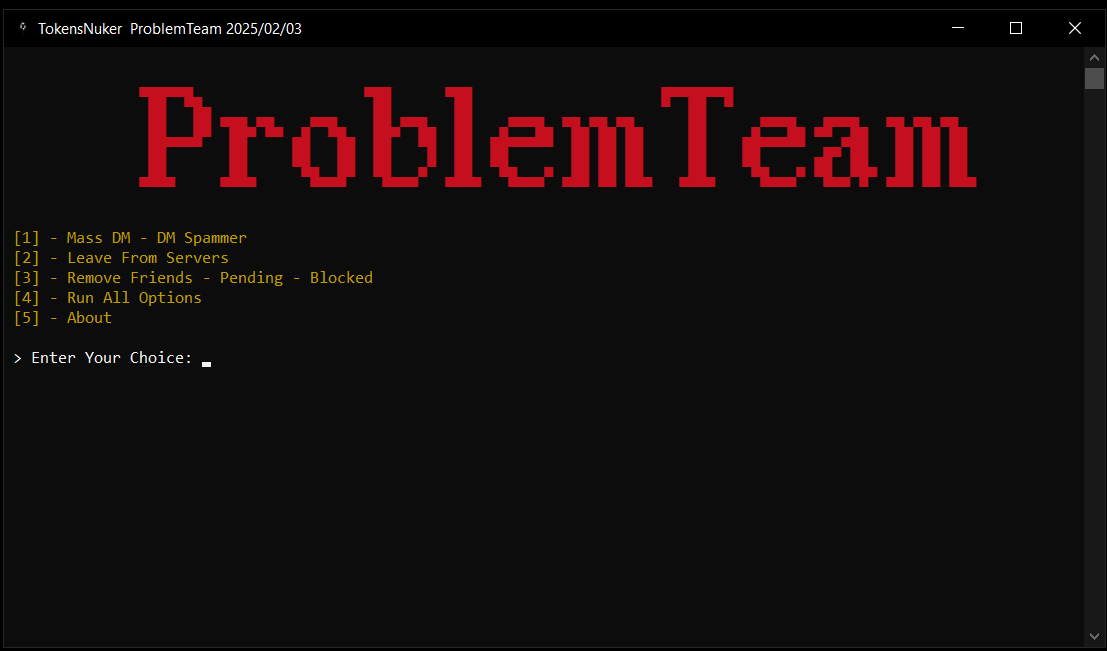 TokensNuker  ProblemTeam 2025/02/03
ProblemTeam
[1] - Mass DM - DM Spammer
[2] - Leave From Servers
[3] - Remove Friends - Pending - Blocked
[4] - Run All Options
[5] - About
> Enter Your Choice: